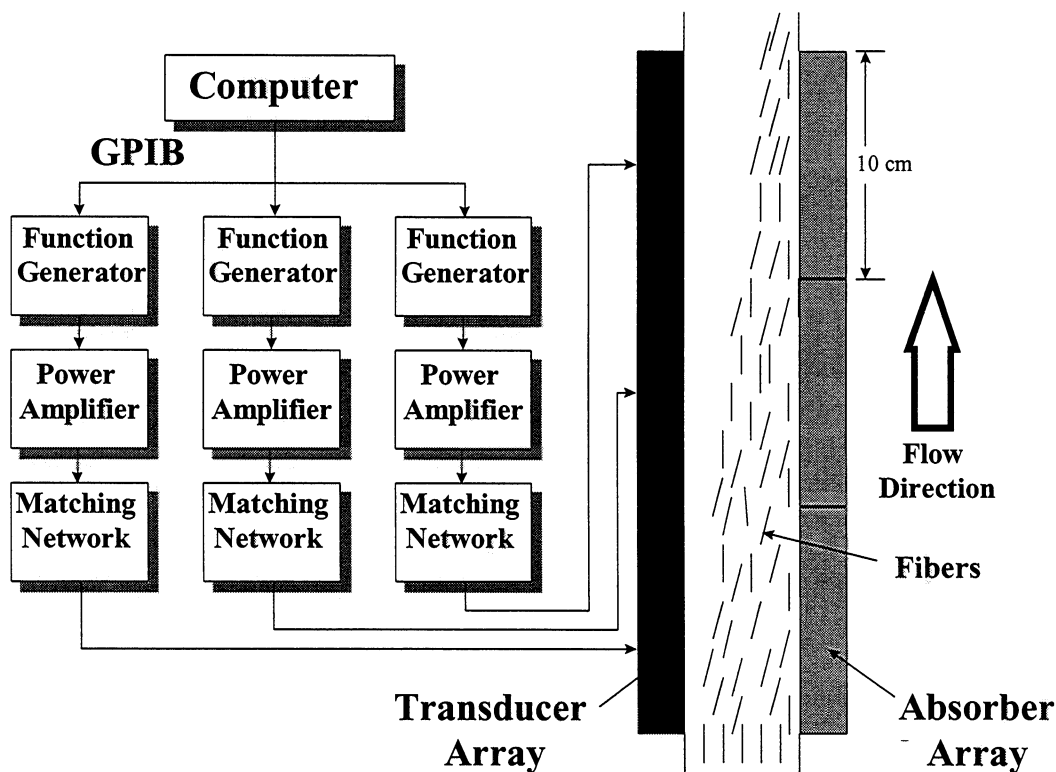 Computer
GPIB
Function
Generator
Function
Generator
Function
Generator
Power
Amplifier
Power
Amplifier
Power
Amplifier
Matching
Network
Matching
Network
Matching
Network
10 cm
Flow
Direction
Fibers
Transducer
Array
Absorber
Array